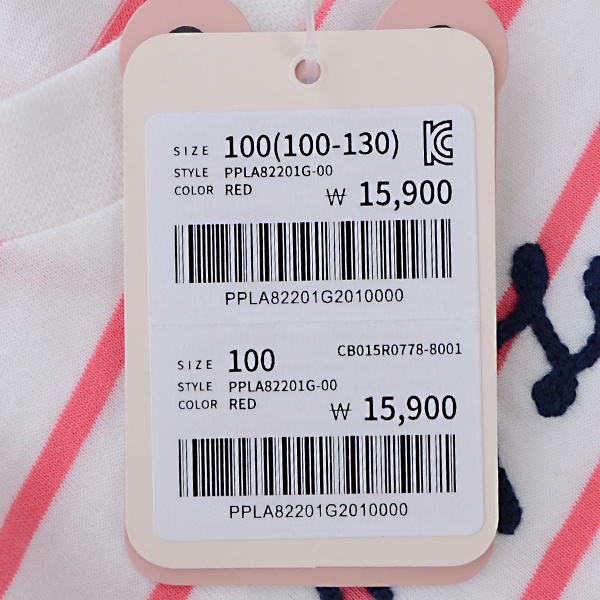 SIZE 100(100-130)
STYLE PPLA82201G-00
COLOR RED
₩ 15,900
PPLA82201G2010000
SIZE 100 CB015R0778-8001
STYLE PPLA82201G-00
COLOR RED
₩ 15,900
PPLA82201G2010000